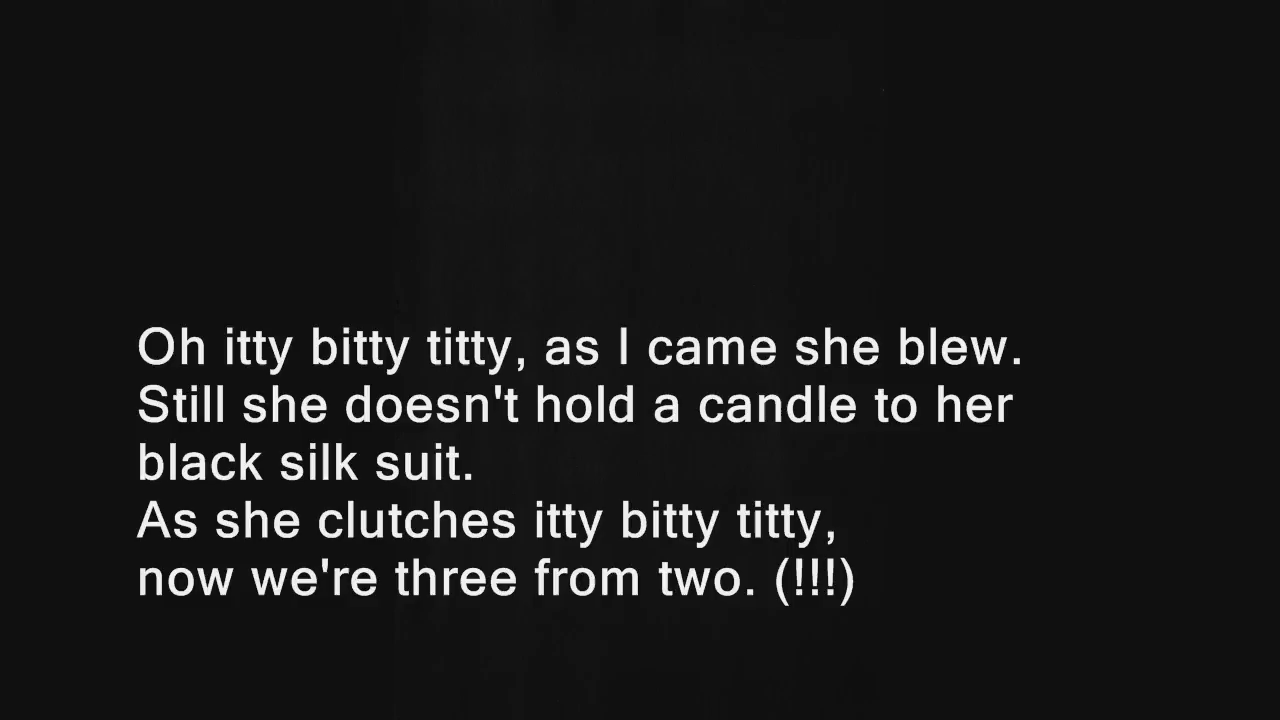 Oh itty bitty titty, as I came she blew.
Still she doesn't hold a candle to her
black silk suit.
As she clutches itty bitty titty,
now we're three from two. (!!!)